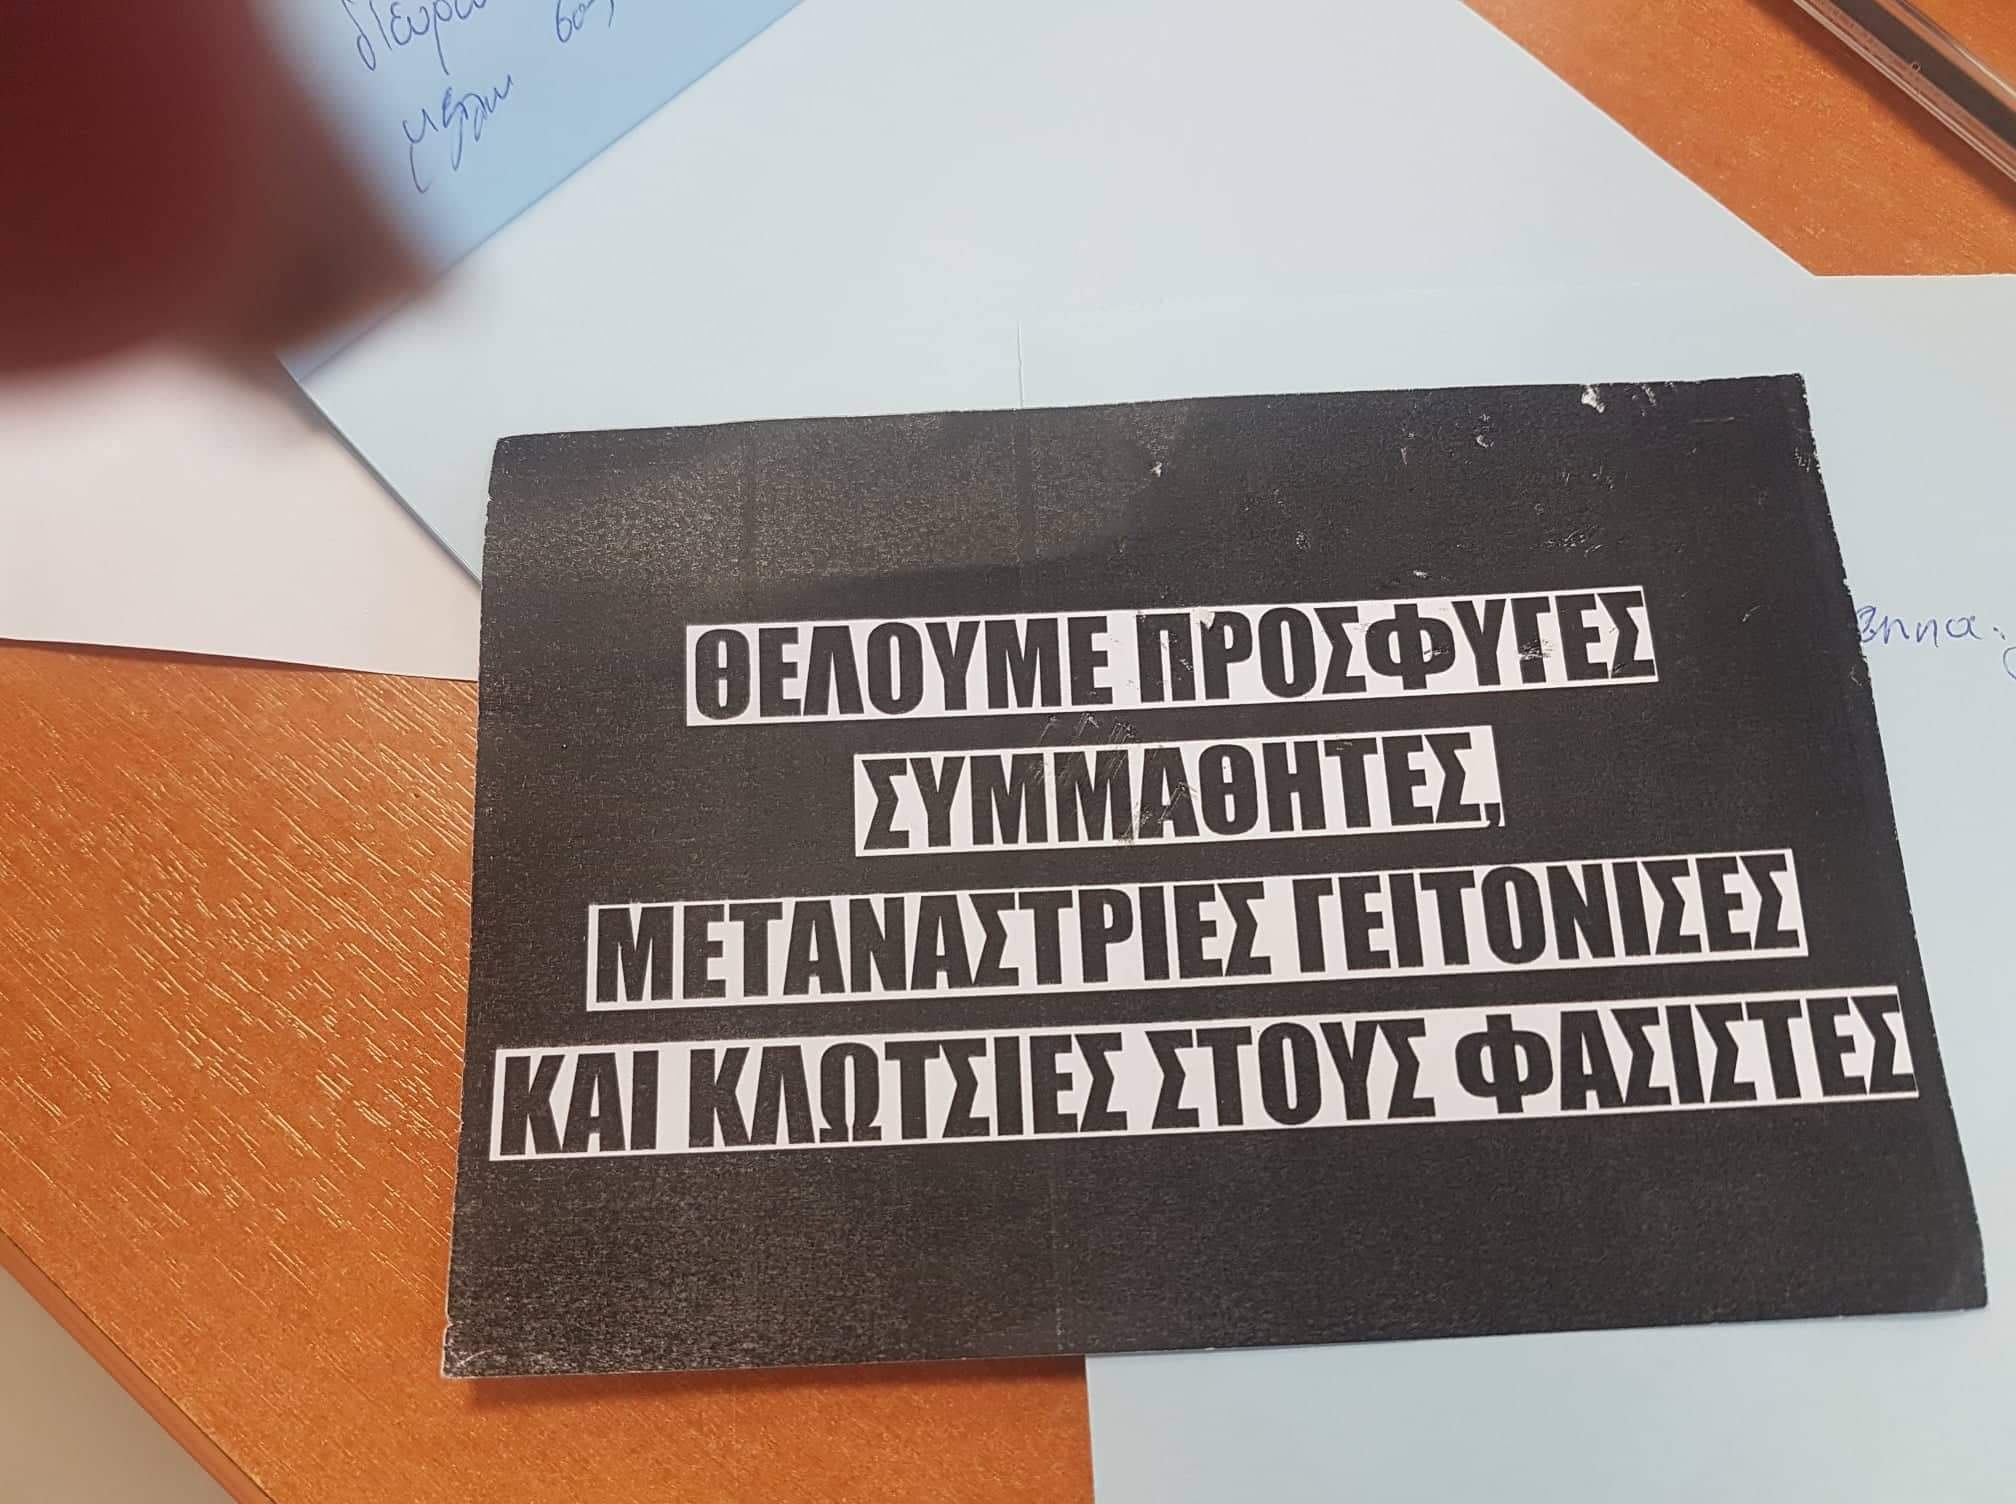 ΘΕΛΟΥΜΕ ΠΡΟΣΦΥΓΕΣ
ΣΥΜΜΑΘΗΤΕΣ,
ΜΕΤΑΝΑΣΤΡΙΕΣ ΓΕΙΤΟΝΙΣΕΣ
ΚΑΙ ΚΛΩΤΣΙΕΣ ΣΤΟΥΣ ΦΑΣΙΣΤΕΣ